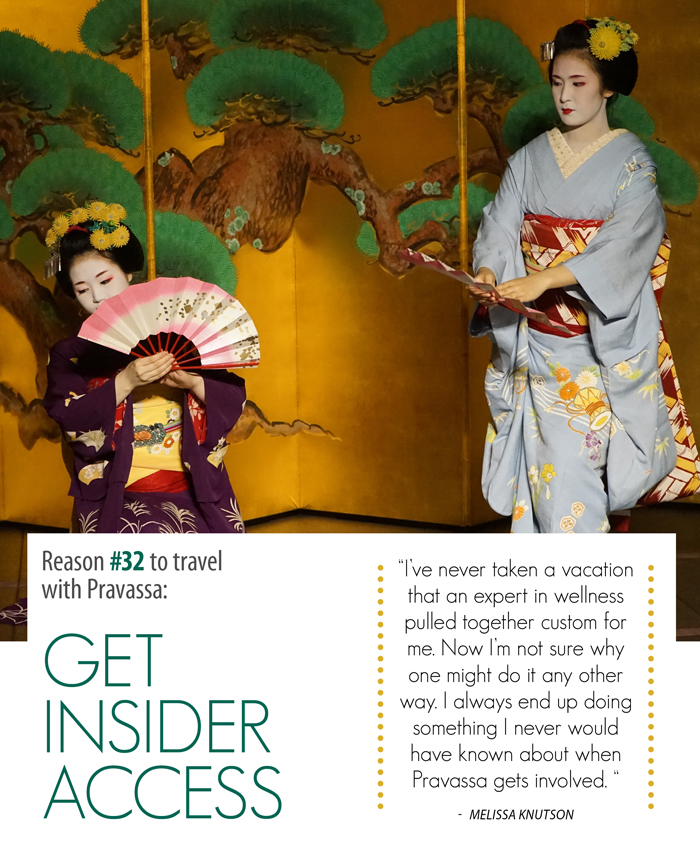 Reason #32 to travel
with Pravassa:
GET
INSIDER
ACCESS
“I’ve never taken a vacation
that an expert in wellness
pulled together custom for
me. Now I’m not sure why
one might do it any other
way. I always end up doing
something I never would
have known about when
Pravassa gets involved. “
- MELISSA KNUTSON